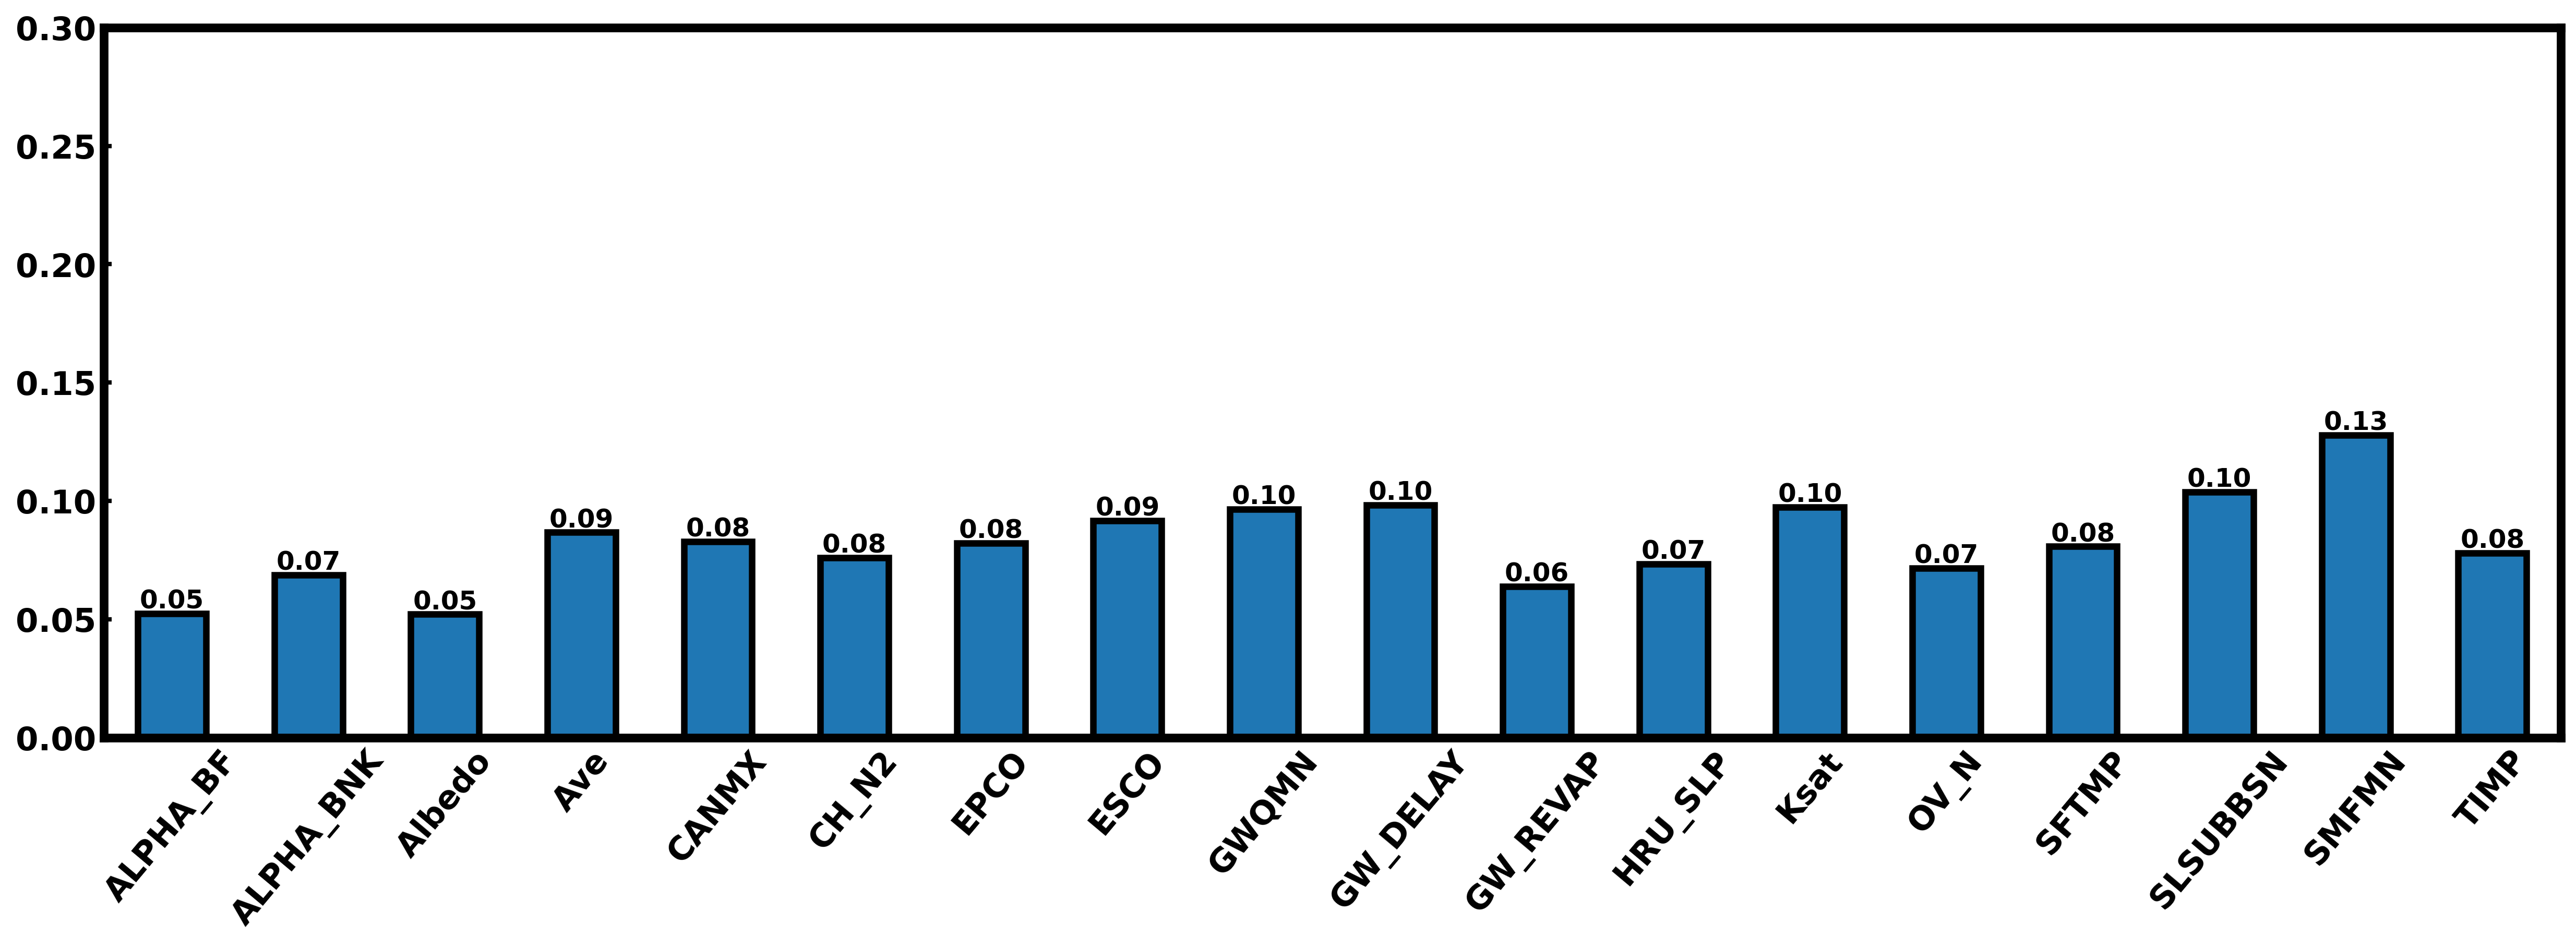 0.30
0.25
0.20
0.15
0.10
0.05
0.00
0.05
0.07
0.05
0.09
0.08
0.08
0.08
0.09
0.10
0.10
0.06
0.07
0.10
0.07
0.08
0.10
0.13
0.08
ALPHA_BF
ALPHA_BNK
Albedo
Ave
CANMX
CH_N2
EPCO
ESCO
GWQMN
GW_DELAY
GW_REVAP
HRU_SLP
Ksat
OV_N
SFTMP
SLSUBBSN
SMFMN
TIMP